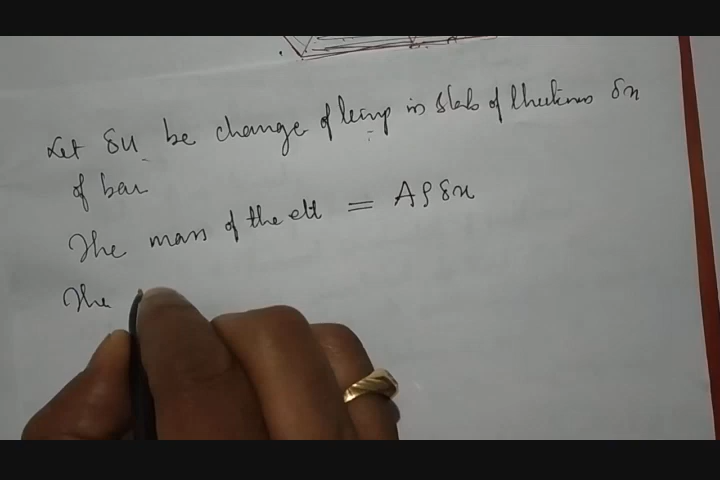 Let δu be change of temp in slab of thickness δx
of bar
The mass of the elt = Aρδx
The